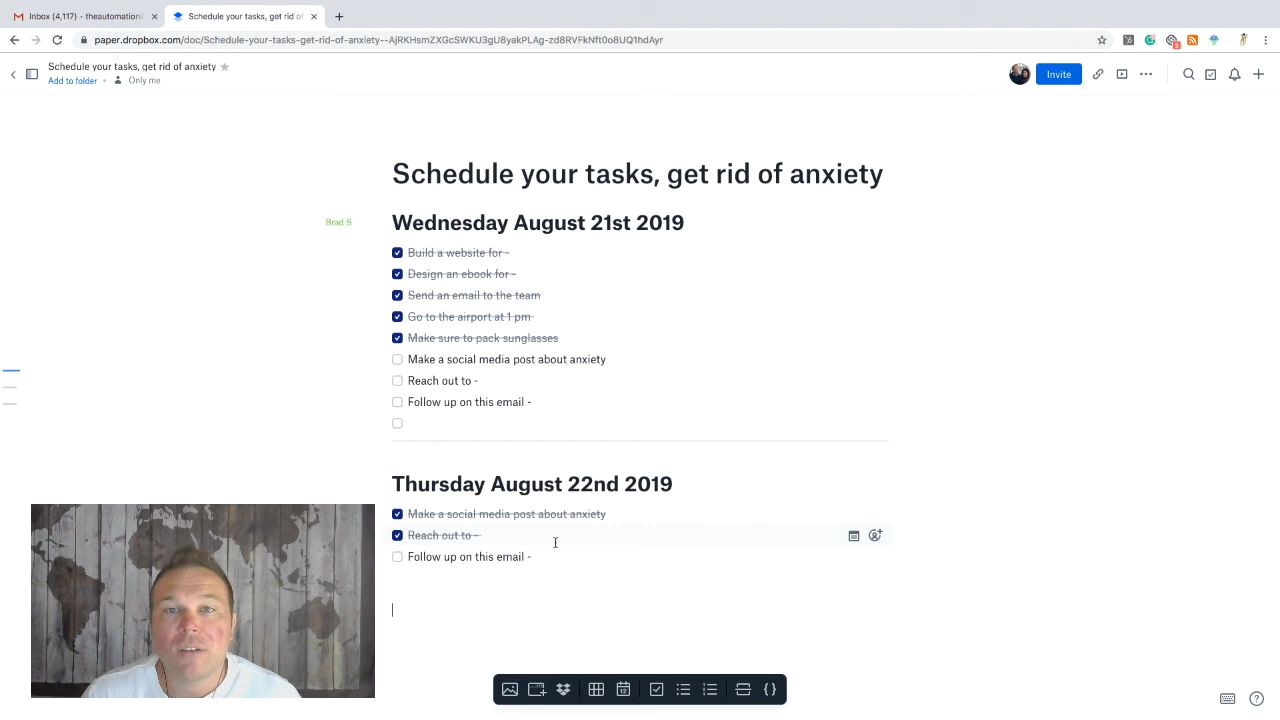 Inbox (4,117) - theautomation
Schedule your tasks, get rid of
paper.dropbox.com/doc/Schedule-your-tasks-get-rid-of-anxiety--AjRKHsmZXGcSWKU3gU8yakPLAg-zd8RVFkNft0o8UQ1hdAyr
Schedule your tasks, get rid of anxiety
Add to folder
Only me
Invite
Schedule your tasks, get rid of anxiety
Brad S
Wednesday August 21st 2019
Build a website for -
Design an ebook for -
Send an email to the team
Go to the airport at 1 pm
Make sure to pack sunglasses
Make a social media post about anxiety
Reach out to -
Follow up on this email -
Thursday August 22nd 2019
Make a social media post about anxiety
Reach out to -
Follow up on this email -